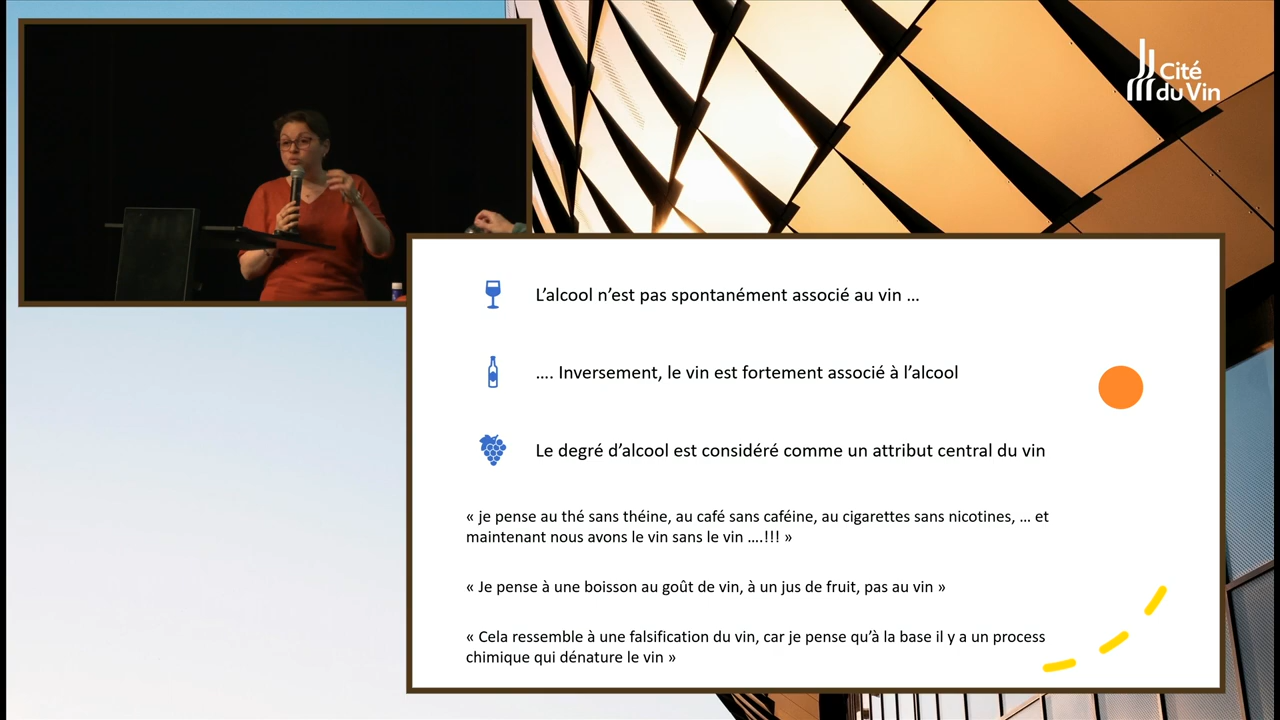 Cité
du Vin
L’alcool n’est pas spontanément associé au vin ...
.... Inversement, le vin est fortement associé à l’alcool
Le degré d’alcool est considéré comme un attribut central du vin
« je pense au thé sans théine, au café sans caféine, au cigarettes sans nicotines, ... et
maintenant nous avons le vin sans le vin ....!!! »
« Je pense à une boisson au goût de vin, à un jus de fruit, pas au vin »
« Cela ressemble à une falsification du vin, car je pense qu’à la base il y a un process
chimique qui dénature le vin »